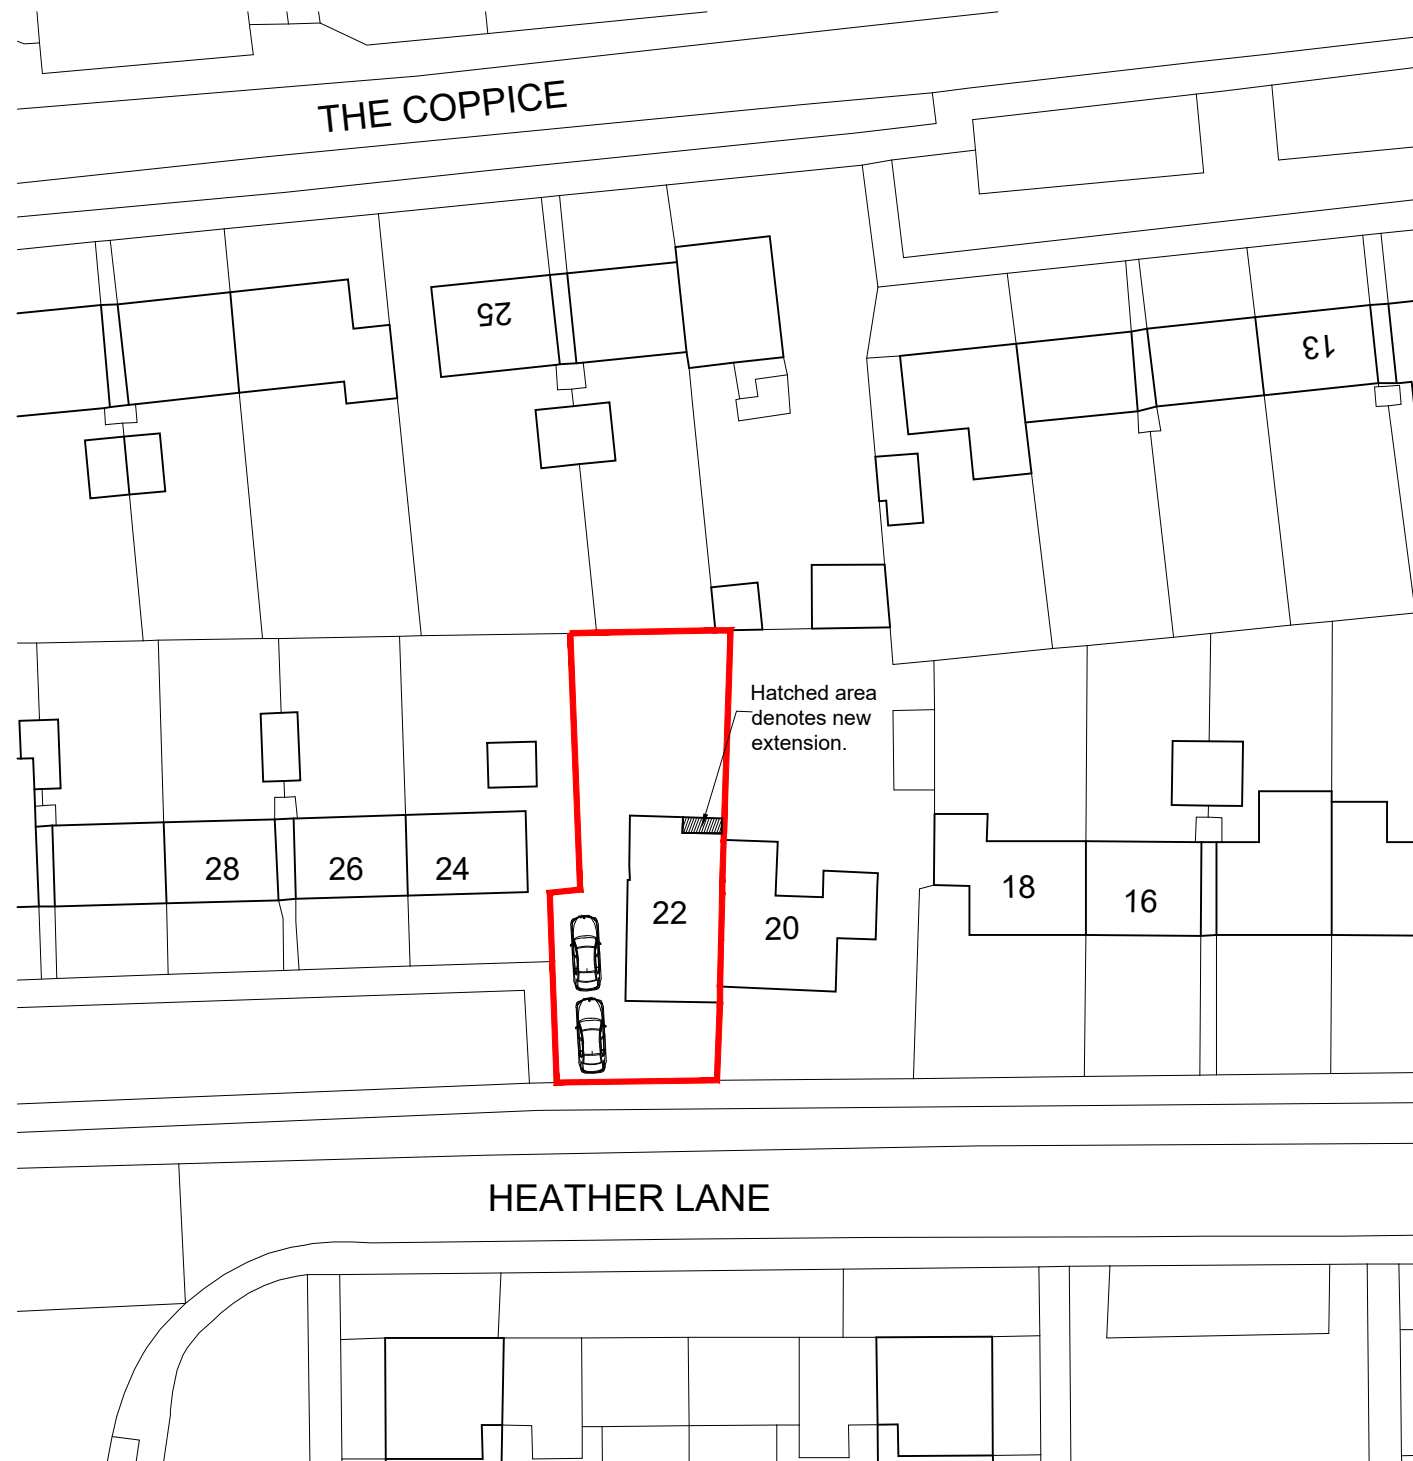 THE COPPICE
25
13
Hatched area
denotes new
extension.
28
26
24
22
20
18
16
HEATHER LANE